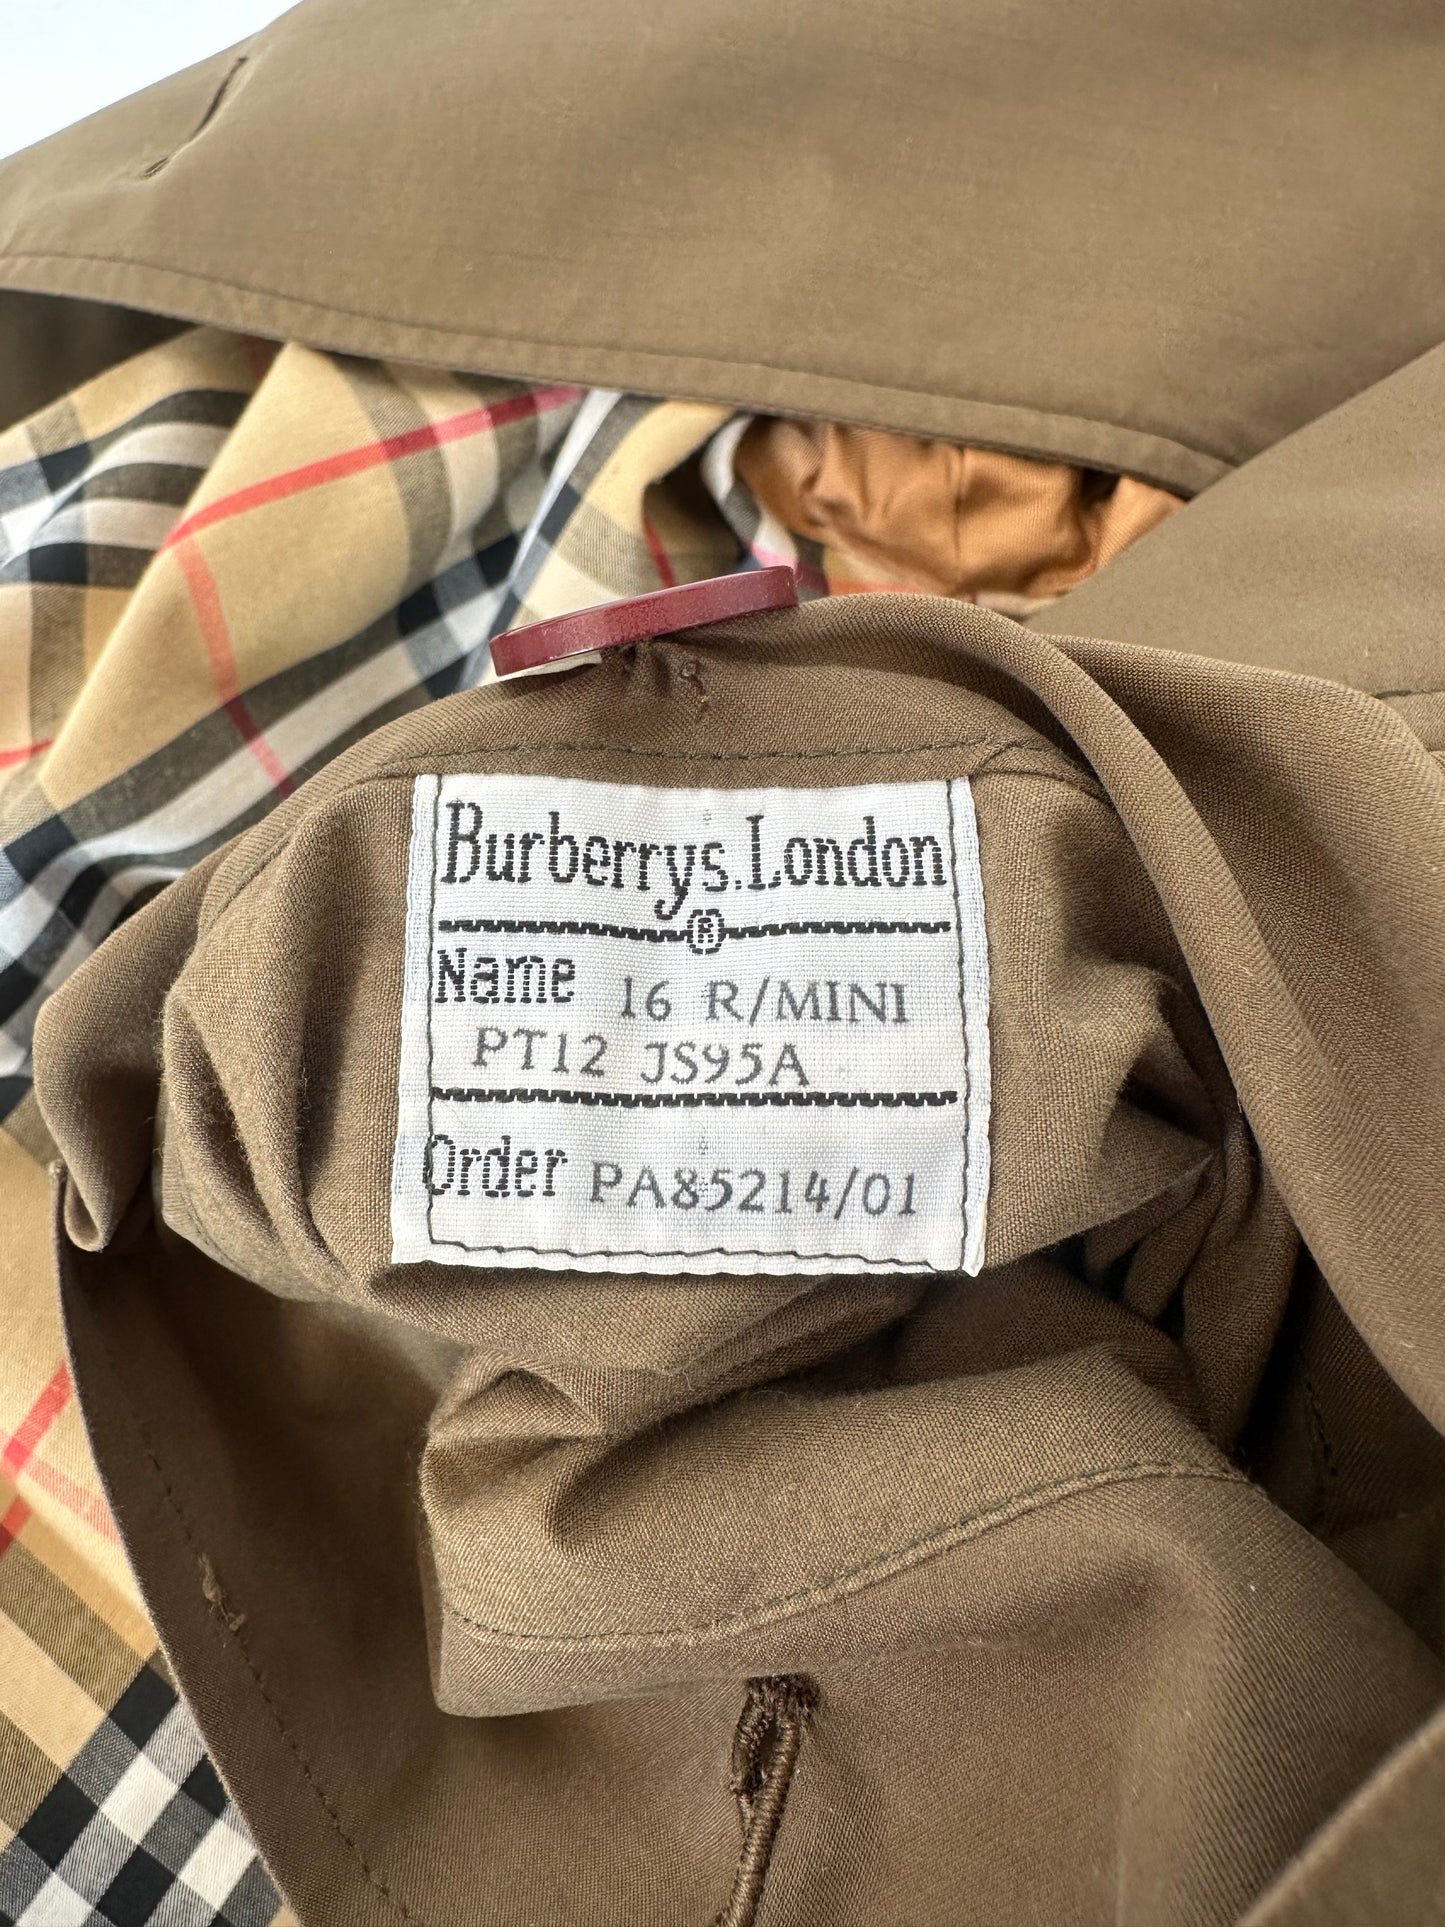 Burberrys.London
®
Name 16 R/MINI
PT12 JS95A
Order PA85214/01